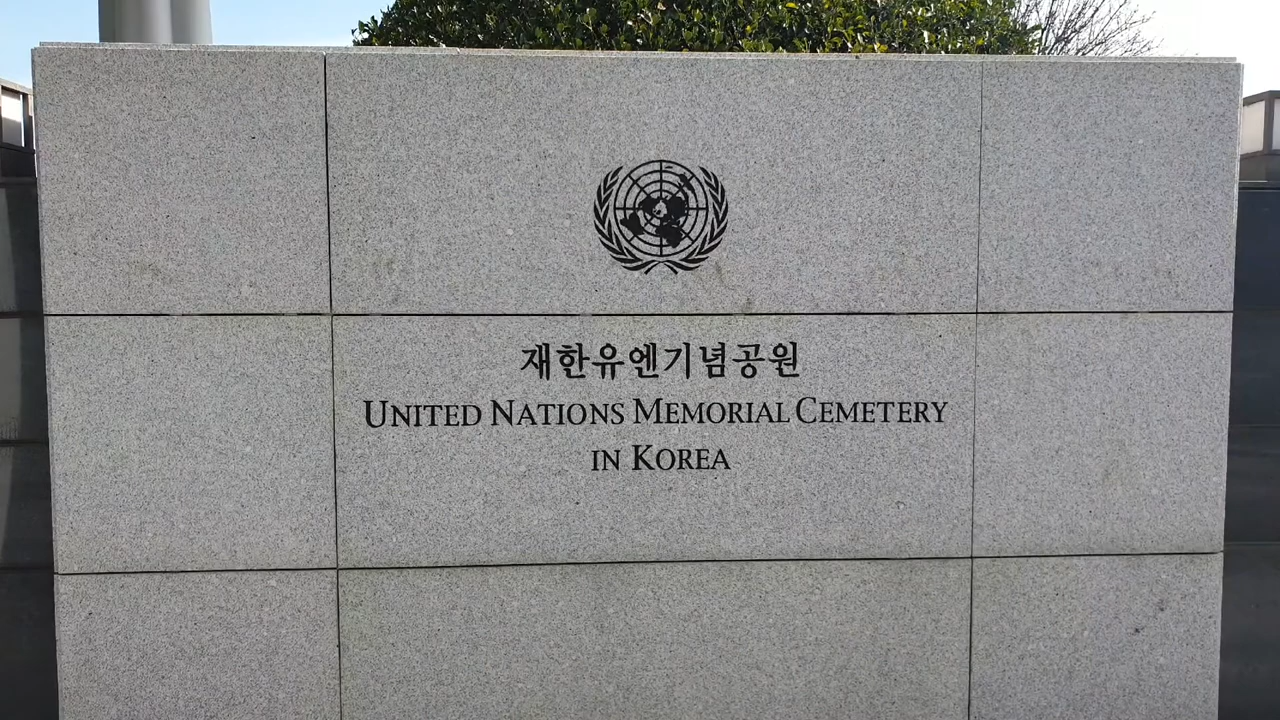 재한유엔기념공원
UNITED NATIONS MEMORIAL CEMETERY
IN KOREA